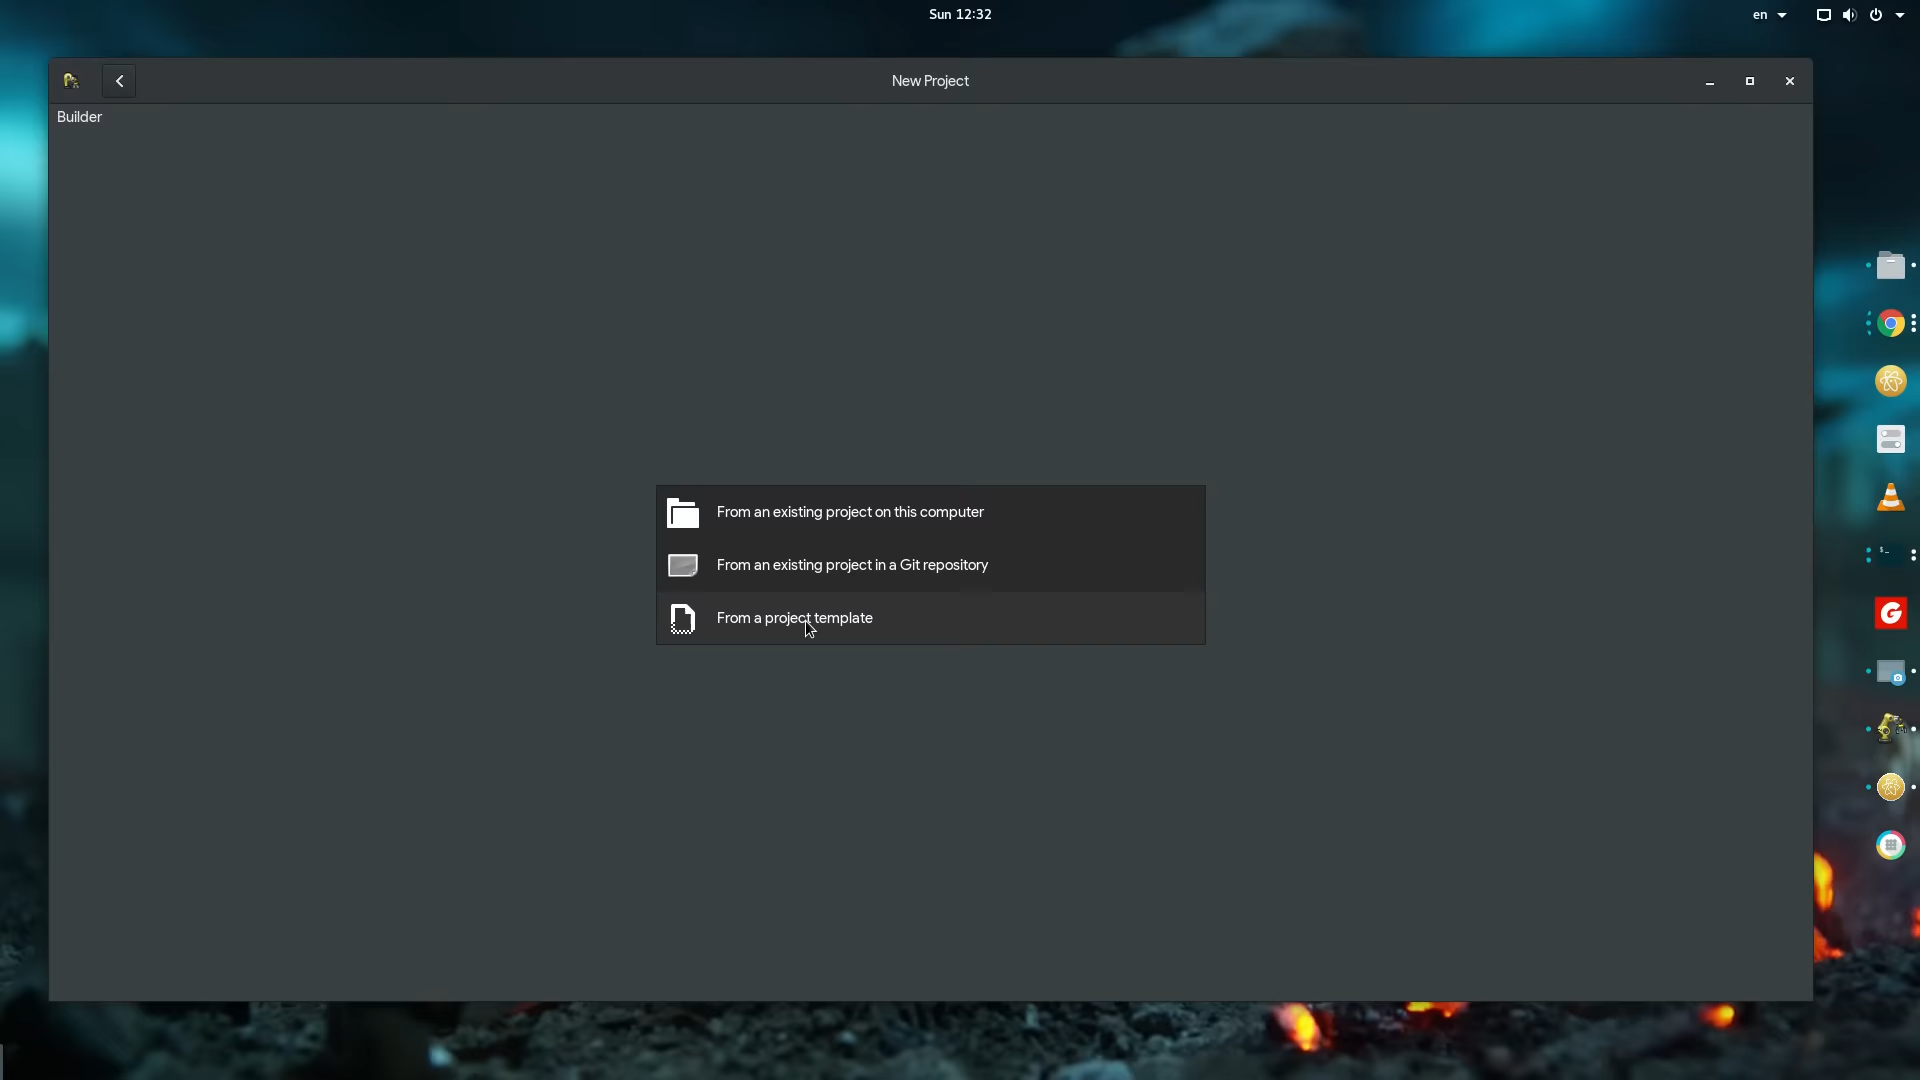 Sun 12:32
en
New Project
Builder
From an existing project on this computer
From an existing project in a Git repository
From a project template